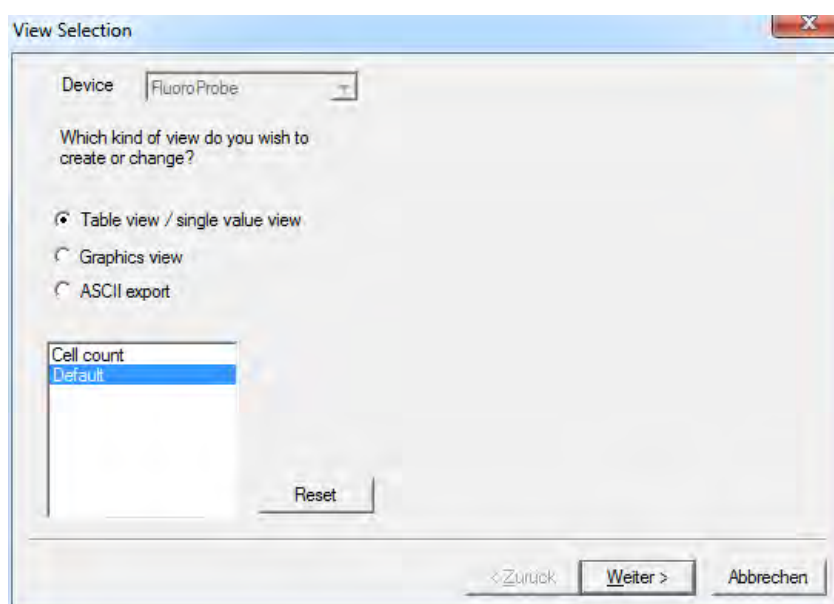 View Selection
Device FluoroProbe
Which kind of view do you wish to
create or change?
Table view / single value view
Graphics view
ASCII export
Cell count
Default
Reset
< Zurück Weiter > Abbrechen